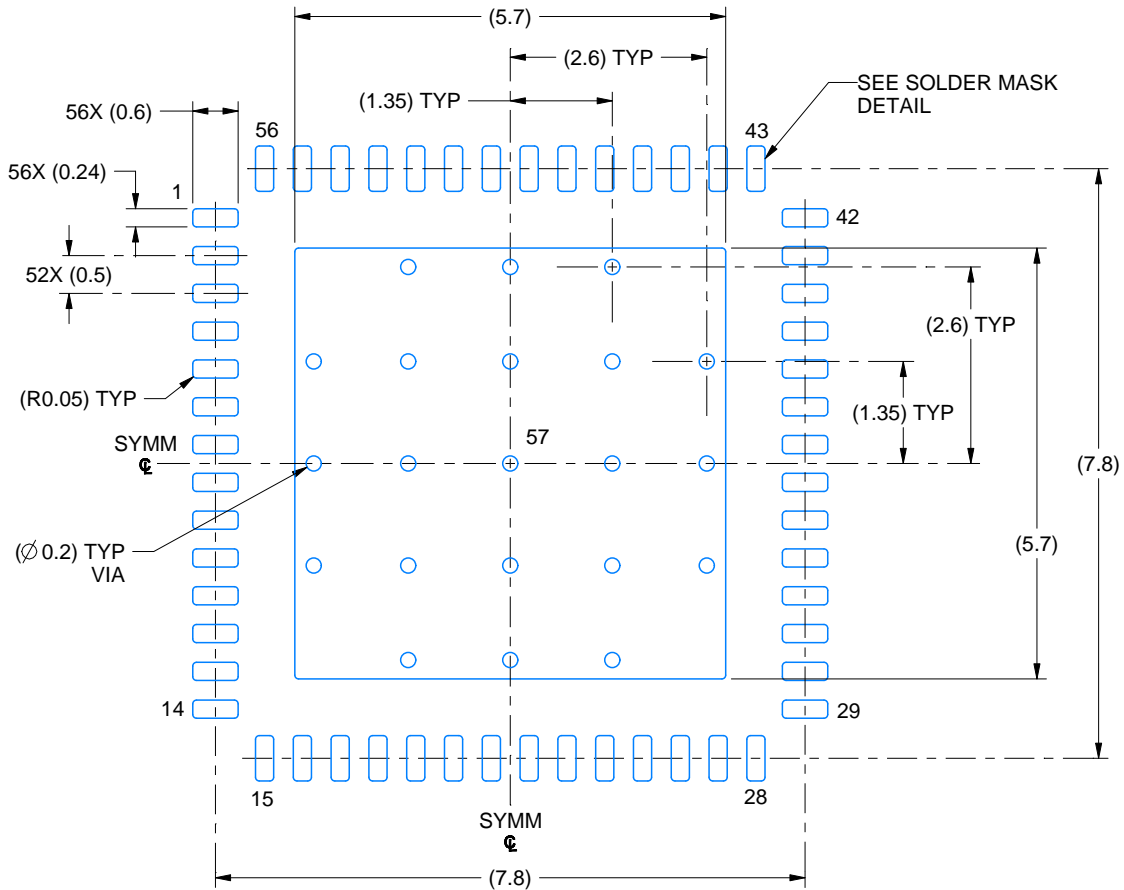 (5.7)
(2.6) TYP
(1.35) TYP
SEE SOLDER MASK
DETAIL
56X (0.6)
56
43
56X (0.24)
1
42
52X (0.5)
(2.6) TYP
(R0.05) TYP
(1.35) TYP
57
SYMM
℄
(7.8)
(∅ 0.2) TYP
VIA
(5.7)
14
29
15
28
SYMM
℄
(7.8)